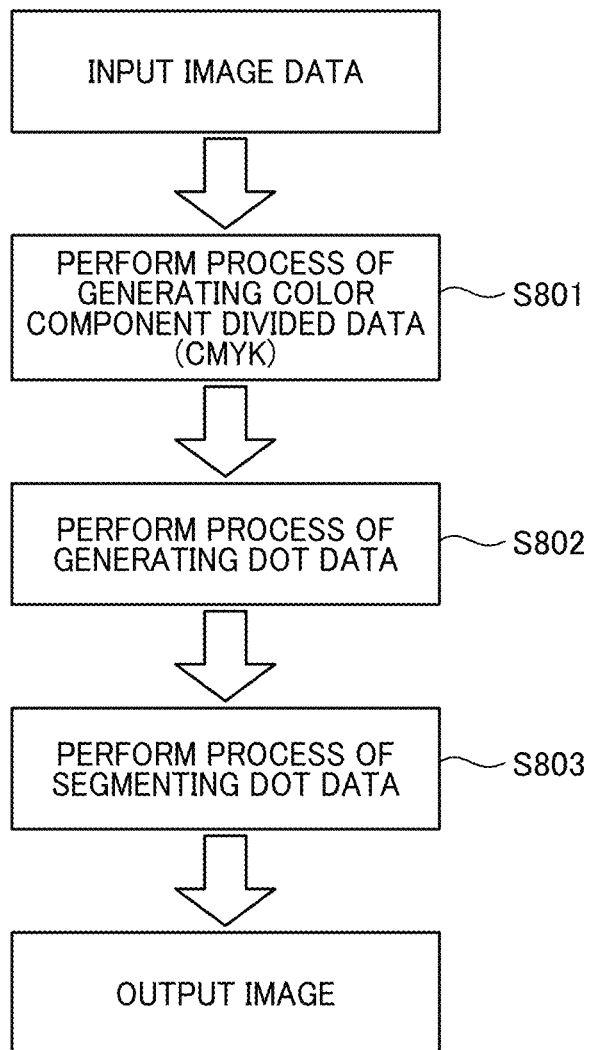 INPUT IMAGE DATA
PERFORM PROCESS OF
GENERATING COLOR
COMPONENT DIVIDED DATA
(CMYK)
S801
PERFORM PROCESS OF
GENERATING DOT DATA
S802
PERFORM PROCESS OF
SEGMENTING DOT DATA
S803
OUTPUT IMAGE